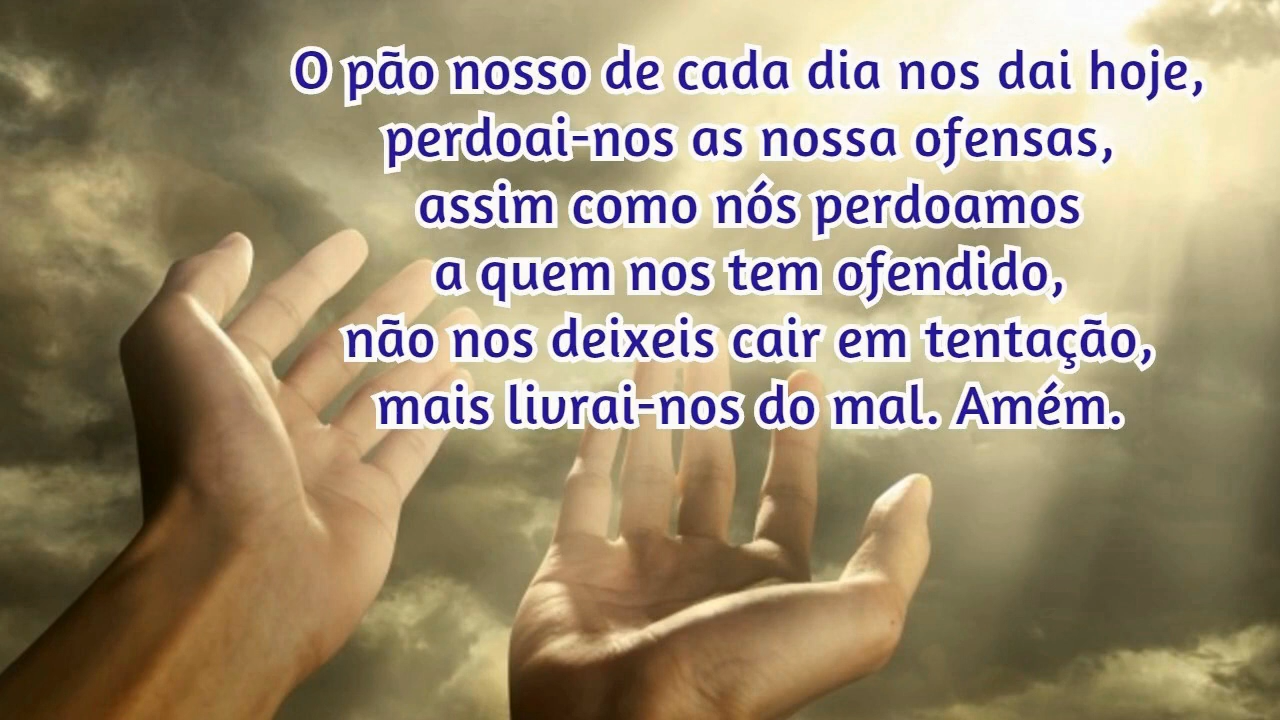 O pão nosso de cada dia nos dai hoje,
perdoai-nos as nossa ofensas,
assim como nós perdoamos
a quem nos tem ofendido,
não nos deixeis cair em tentação,
mais livrai-nos do mal. Amém.